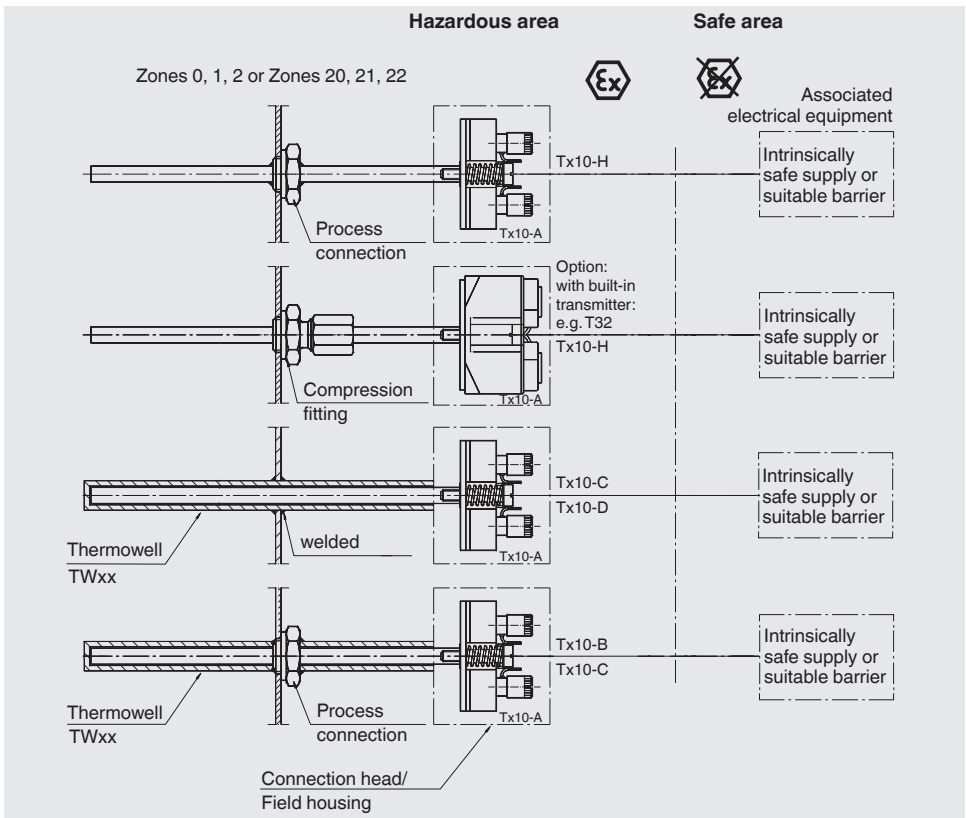 Hazardous area
Safe area
Zones 0, 1, 2 or Zones 20, 21, 22
Ex
Ex
Associated
electrical equipment
Tx10-H
Intrinsically
safe supply or
suitable barrier
Process
connection
Tx10-A
Option:
with built-in
transmitter:
e.g. T32
Tx10-H
Intrinsically
safe supply or
suitable barrier
Compression
fitting
Tx10-A
Tx10-C
Tx10-D
Intrinsically
safe supply or
suitable barrier
Thermowell
TWxx
welded
Tx10-A
Tx10-B
Tx10-C
Intrinsically
safe supply or
suitable barrier
Thermowell
TWxx
Process
connection
Tx10-A
Connection head/
Field housing